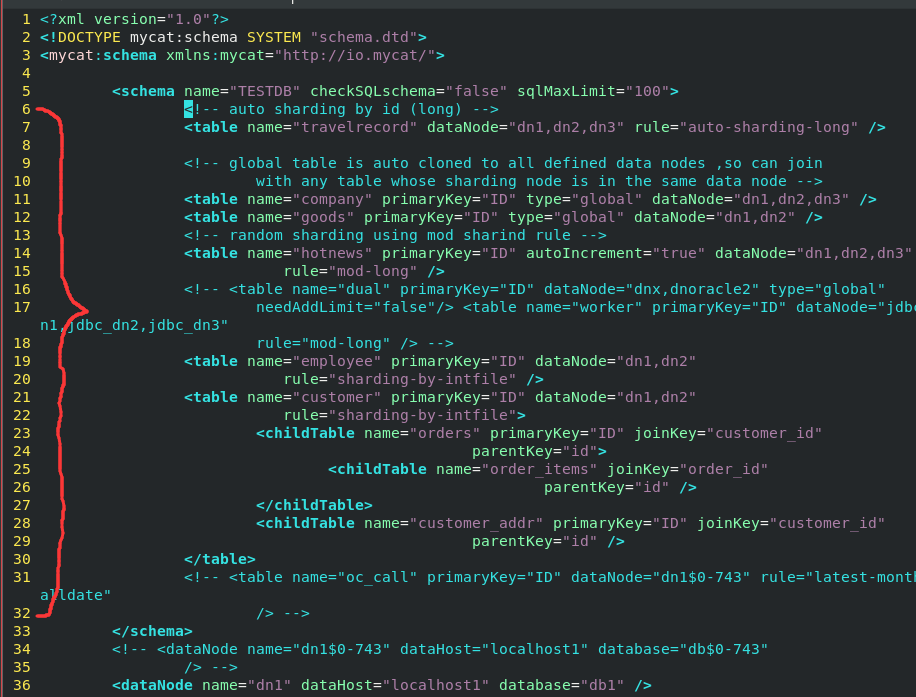 1 <?xml version="1.0"?>
2 <!DOCTYPE mycat:schema SYSTEM "schema.dtd">
3 <mycat:schema xmlns:mycat="http://io.mycat/">
4
5 <schema name="TESTDB" checkSQLschema="false" sqlMaxLimit="100">
6 <!-- auto sharding by id (long) -->
7 <table name="travelrecord" dataNode="dn1,dn2,dn3" rule="auto-sharding-long" />
8
9 <!-- global table is auto cloned to all defined data nodes ,so can join
10 with any table whose sharding node is in the same data node -->
11 <table name="company" primaryKey="ID" type="global" dataNode="dn1,dn2,dn3" />
12 <table name="goods" primaryKey="ID" type="global" dataNode="dn1,dn2" />
13 <!-- random sharding using mod sharind rule -->
14 <table name="hotnews" primaryKey="ID" autoIncrement="true" dataNode="dn1,dn2,dn3"
15 rule="mod-long" />
16 <!-- <table name="dual" primaryKey="ID" dataNode="dnx,dnoracle2" type="global"
17 needAddLimit="false"/> <table name="worker" primaryKey="ID" dataNode="jdbc
n1,jdbc_dn2,jdbc_dn3"
18 rule="mod-long" /> -->
19 <table name="employee" primaryKey="ID" dataNode="dn1,dn2"
20 rule="sharding-by-intfile" />
21 <table name="customer" primaryKey="ID" dataNode="dn1,dn2"
22 rule="sharding-by-intfile">
23 <childTable name="orders" primaryKey="ID" joinKey="customer_id"
24 parentKey="id">
25 <childTable name="order_items" joinKey="order_id"
26 parentKey="id" />
27 </childTable>
28 <childTable name="customer_addr" primaryKey="ID" joinKey="customer_id"
29 parentKey="id" />
30 </table>
31 <!-- <table name="oc_call" primaryKey="ID" dataNode="dn1$0-743" rule="latest-month
alldate"
32 /> -->
33 </schema>
34 <!-- <dataNode name="dn1$0-743" dataHost="localhost1" database="db$0-743"
35 /> -->
36 <dataNode name="dn1" dataHost="localhost1" database="db1" />